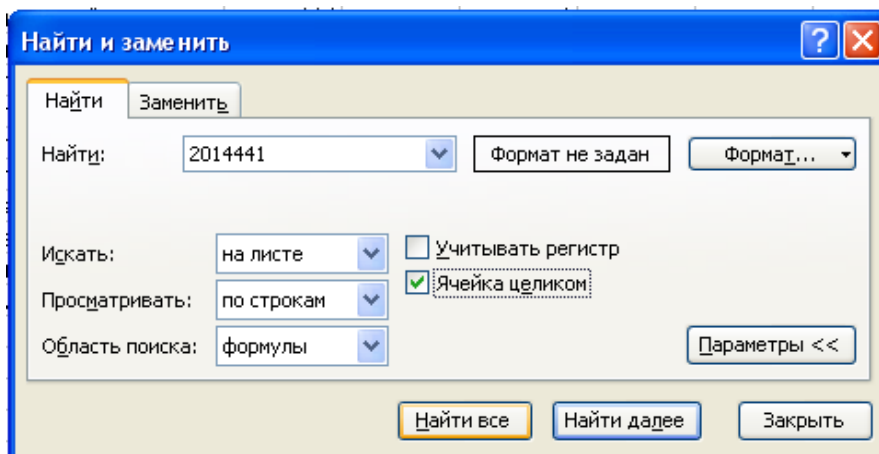 Найти и заменить
Найти Заменить
Найти: 2014441 Формат не задан Формат...
Искать: на листе Учитывать регистр
Просматривать: по строкам Ячейка целиком
Область поиска: формулы Параметры <<
Найти все Найти далее Закрыть